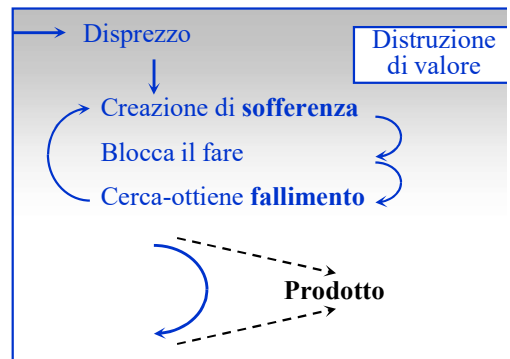 Disprezzo
Distruzione
di valore
Creazione di sofferenza
Blocca il fare
Cerca-ottiene fallimento
Prodotto